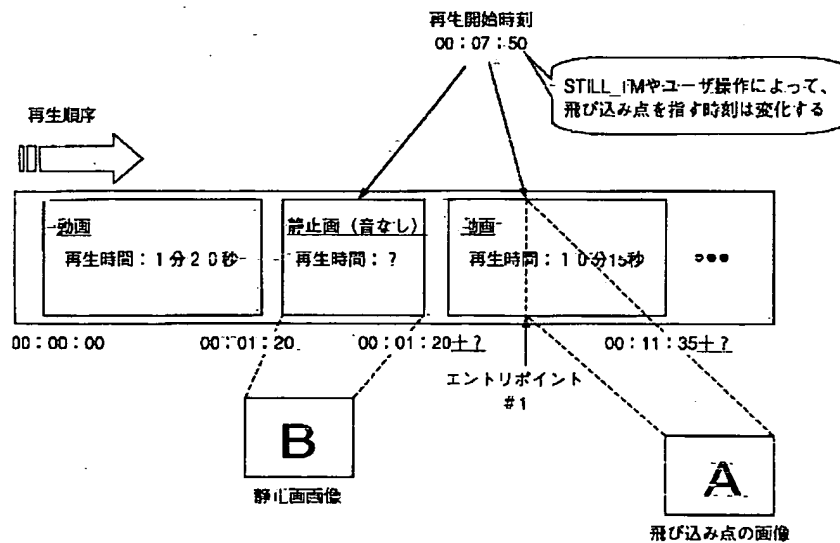 再生開始時刻
00:07:50
STILL_TMやユーザ操作によって、
飛び込み点を指す時刻は変化する
再生順序
動画
再生時間:1分20秒
静止画(音なし)
再生時間:?
動画
再生時間:10分15秒
●●●
00:00:00
00:01:20
00:01:20+?
00:11:35+?
エントリポイント
#1
B
静止画画像
A
飛び込み点の画像